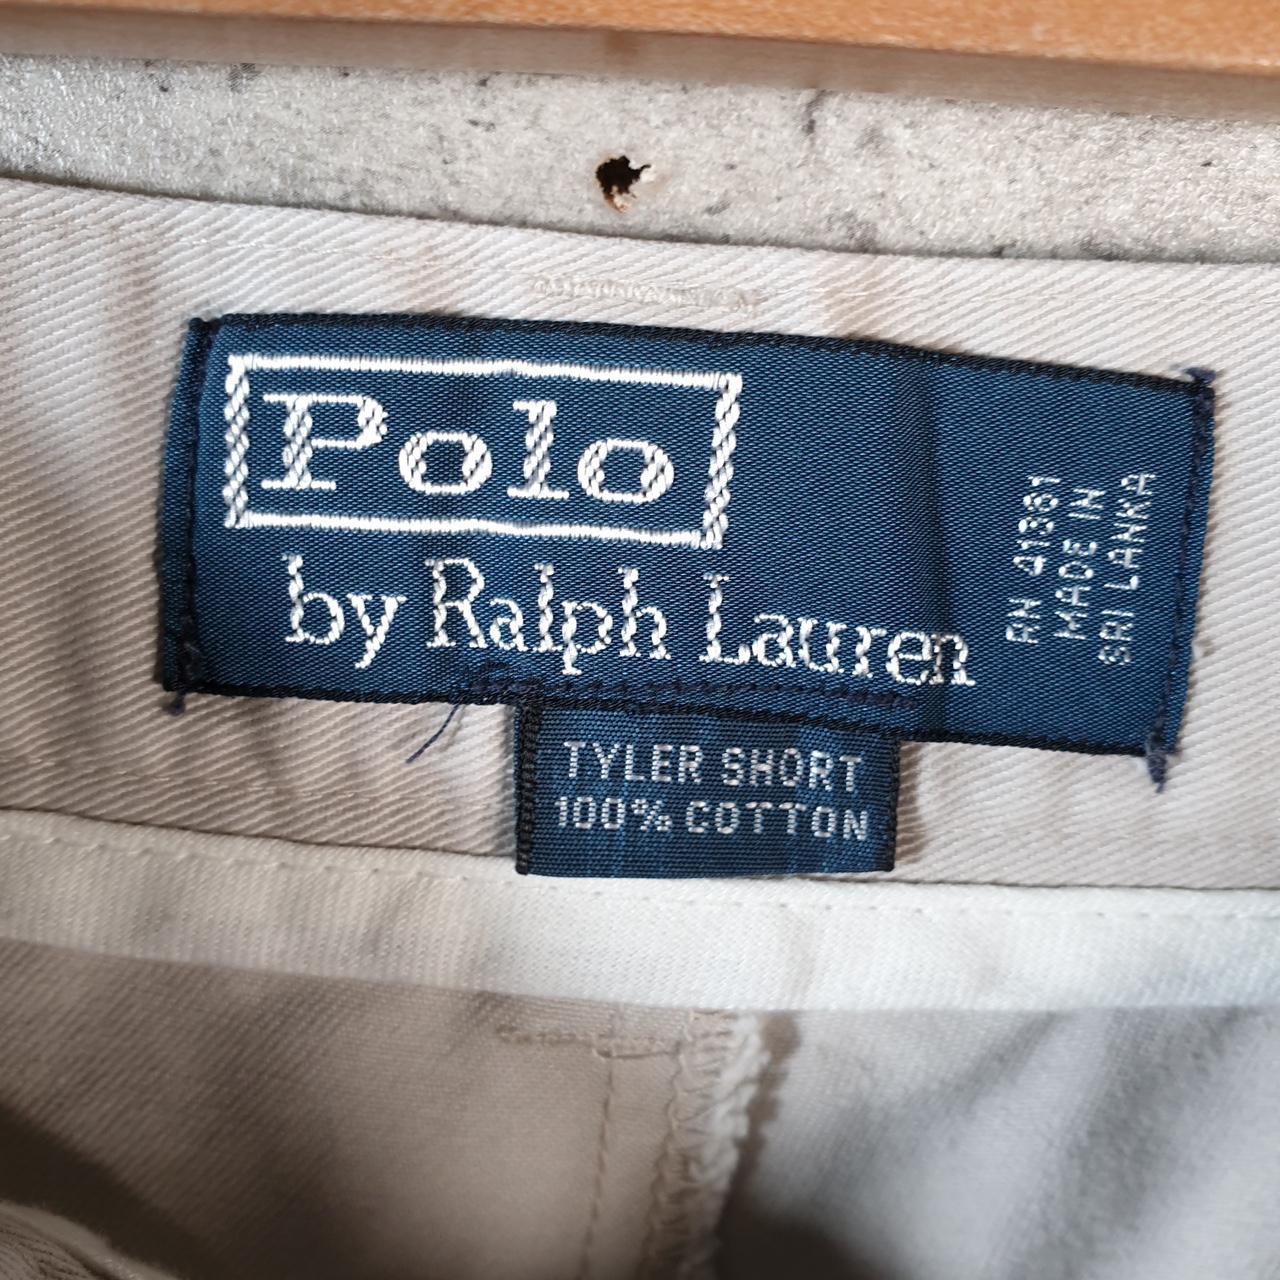 Polo
by Ralph Lauren
RN 41381
MADE IN
SRI LANKA
TYLER SHORT
100% COTTON